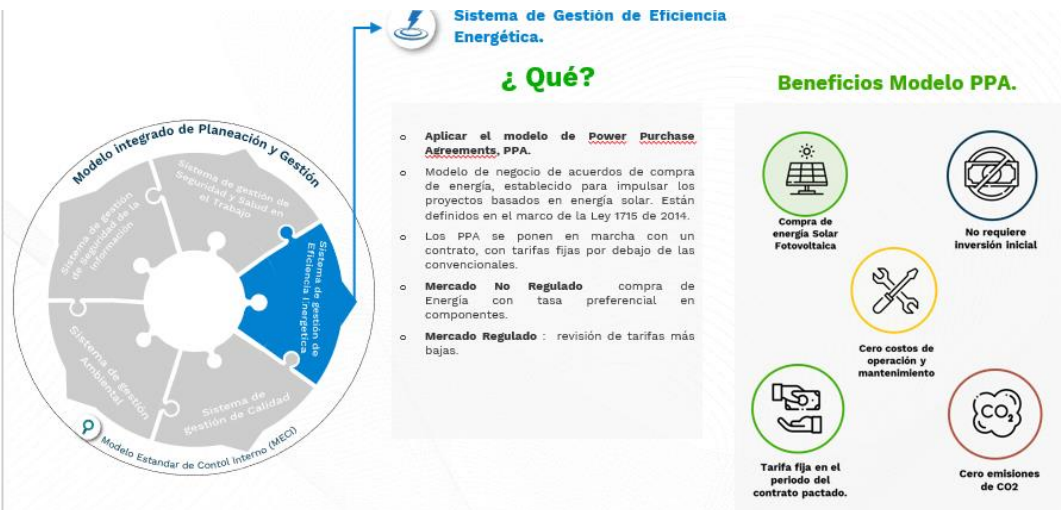 Sistema de Gestión de Eficiencia
Energética.
¿ Qué?
o Aplicar el modelo de Power Purchase
Agreements, PPA.
o Modelo de negocio de acuerdos de compra
de energía, establecido para impulsar los
proyectos basados en energía solar. Están
definidos en el marco de la Ley 1715 de 2014.
o Los PPA se ponen en marcha con un
contrato, con tarifas fijas por debajo de las
convencionales.
o Mercado No Regulado compra de
Energía con tasa preferencial en
componentes.
o Mercado Regulado : revisión de tarifas más
bajas.
Beneficios Modelo PPA.
Compra de
energía Solar
Fotovoltaica
No requiere
inversión inicial
Cero costos de
operación y
mantenimiento
Tarifa fija en el
periodo del
contrato pactado.
CO2
Cero emisiones
de CO2
Modelo integrado de Planeación y Gestión
Sistema de gestión de
Seguridad y Salud en
el Trabajo
Sistema de gestión de
Eficiencia Energetica
Sistema de
gestión de Calidad
Sistema de gestión
Ambiental
Sistema de gestión
de Seguridad de la
Información
Modelo Estandar de Contol Interno (MECI)